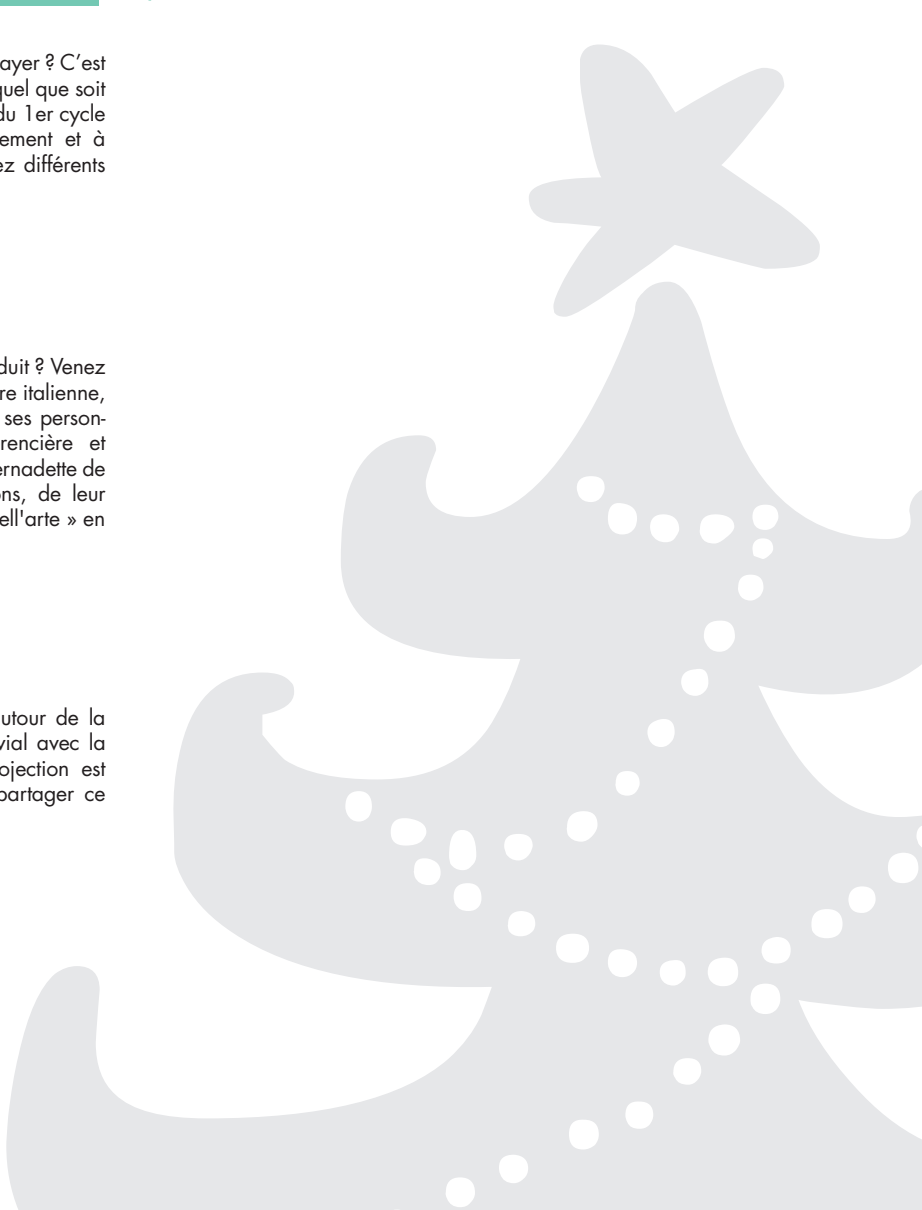 ayer ? C'est
quel que soit
du 1er cycle
ement et à
ez différents
duit ? Venez
re italienne,
ses person-
rencière et
ernadette de
ns, de leur
ell'arte » en
utour de la
vial avec la
ojection est
partager ce